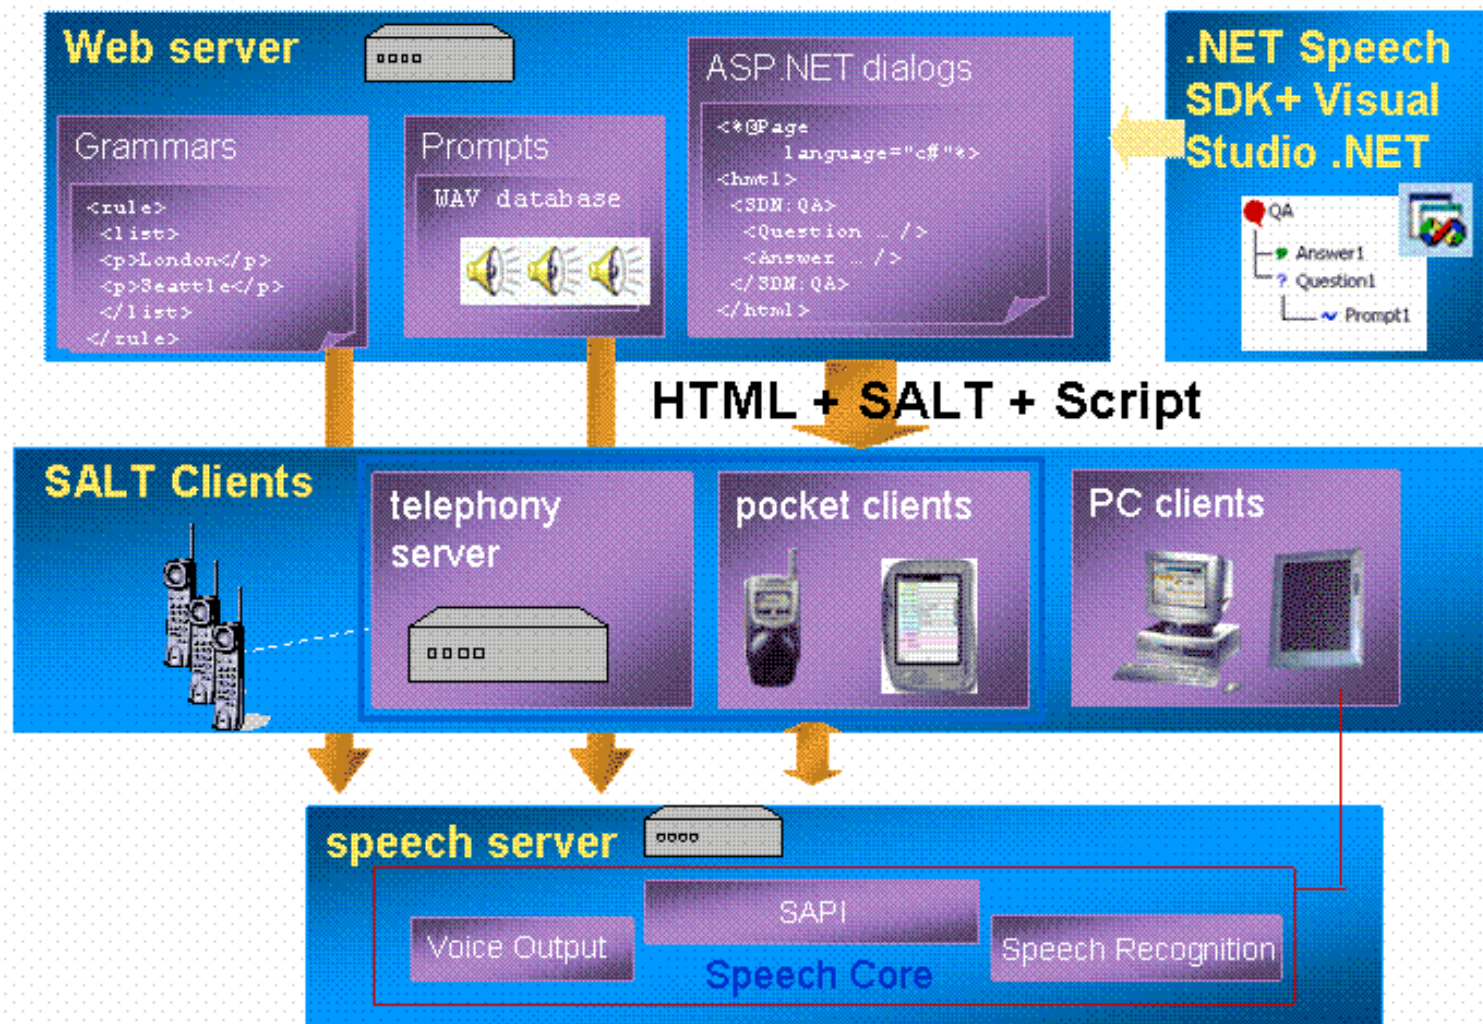 Web server
Grammars
<rule>
<list>
<p>London</p>
<p>Seattle</p>
</list>
</rule>
Prompts
WAV database
ASP.NET dialogs
<%@Page
language="c#"%>
<hmtl>
<SDN:QA>
<Question … />
<Answer … />
</SDN:QA>
</html>
.NET Speech
SDK+ Visual
Studio .NET
QA
Answer1
? Question1
Prompt1
HTML + SALT + Script
SALT Clients
telephony
server
pocket clients
PC clients
speech server
SAPI
Voice Output
Speech Recognition
Speech Core